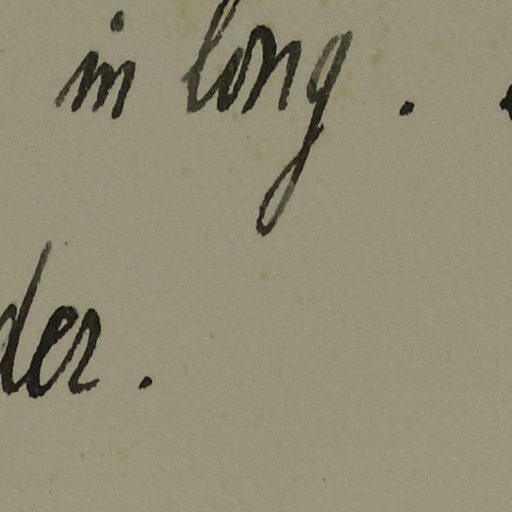 in long.
der.